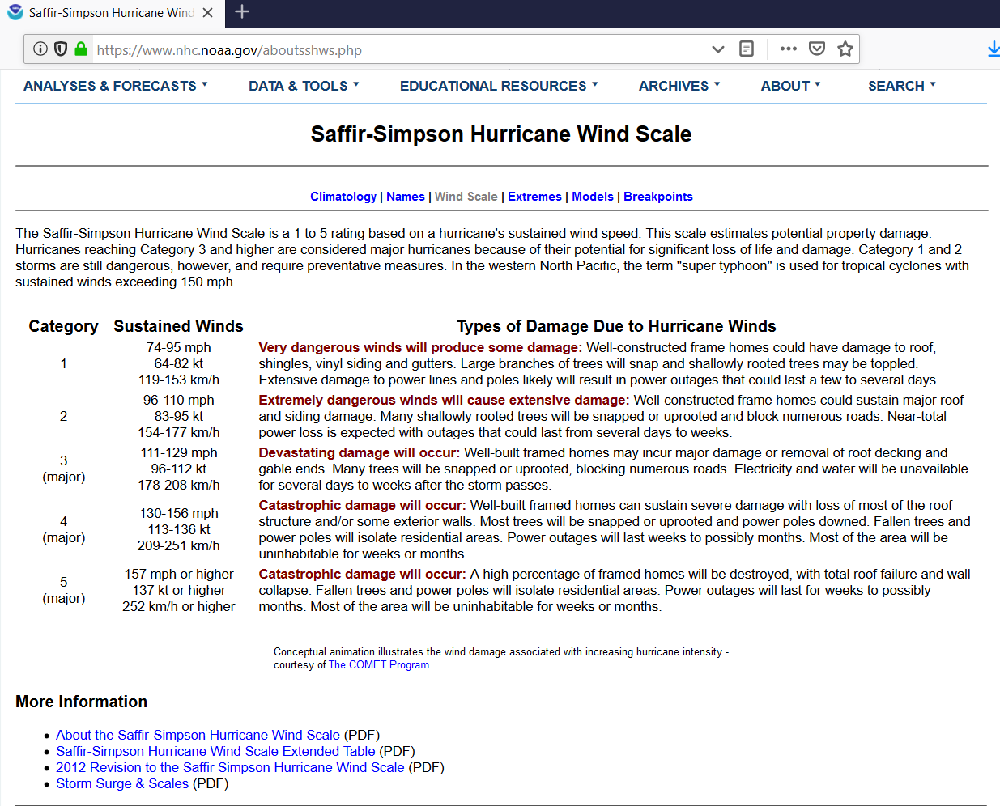 Saffir-Simpson Hurricane Wind
https://www.nhc.noaa.gov/aboutsshws.php
ANALYSES & FORECASTS DATA & TOOLS EDUCATIONAL RESOURCES ARCHIVES ABOUT SEARCH
Saffir-Simpson Hurricane Wind Scale
Climatology | Names | Wind Scale | Extremes | Models | Breakpoints
The Saffir-Simpson Hurricane Wind Scale is a 1 to 5 rating based on a hurricane's sustained wind speed. This scale estimates potential property damage.
Hurricanes reaching Category 3 and higher are considered major hurricanes because of their potential for significant loss of life and damage. Category 1 and 2
storms are still dangerous, however, and require preventative measures. In the western North Pacific, the term "super typhoon" is used for tropical cyclones with
sustained winds exceeding 150 mph.
Category Sustained Winds Types of Damage Due to Hurricane Winds
1
74-95 mph
64-82 kt
119-153 km/h
Very dangerous winds will produce some damage: Well-constructed frame homes could have damage to roof,
shingles, vinyl siding and gutters. Large branches of trees will snap and shallowly rooted trees may be toppled.
Extensive damage to power lines and poles likely will result in power outages that could last a few to several days.
2
96-110 mph
83-95 kt
154-177 km/h
Extremely dangerous winds will cause extensive damage: Well-constructed frame homes could sustain major roof
and siding damage. Many shallowly rooted trees will be snapped or uprooted and block numerous roads. Near-total
power loss is expected with outages that could last from several days to weeks.
3
(major)
111-129 mph
96-112 kt
178-208 km/h
Devastating damage will occur: Well-built framed homes may incur major damage or removal of roof decking and
gable ends. Many trees will be snapped or uprooted, blocking numerous roads. Electricity and water will be unavailable
for several days to weeks after the storm passes.
4
(major)
130-156 mph
113-136 kt
209-251 km/h
Catastrophic damage will occur: Well-built framed homes can sustain severe damage with loss of most of the roof
structure and/or some exterior walls. Most trees will be snapped or uprooted and power poles downed. Fallen trees and
power poles will isolate residential areas. Power outages will last weeks to possibly months. Most of the area will be
uninhabitable for weeks or months.
5
(major)
157 mph or higher
137 kt or higher
252 km/h or higher
Catastrophic damage will occur: A high percentage of framed homes will be destroyed, with total roof failure and wall
collapse. Fallen trees and power poles will isolate residential areas. Power outages will last for weeks to possibly
months. Most of the area will be uninhabitable for weeks or months.
Conceptual animation illustrates the wind damage associated with increasing hurricane intensity -
courtesy of The COMET Program
More Information
• About the Saffir-Simpson Hurricane Wind Scale (PDF)
• Saffir-Simpson Hurricane Wind Scale Extended Table (PDF)
• 2012 Revision to the Saffir Simpson Hurricane Wind Scale (PDF)
• Storm Surge & Scales (PDF)